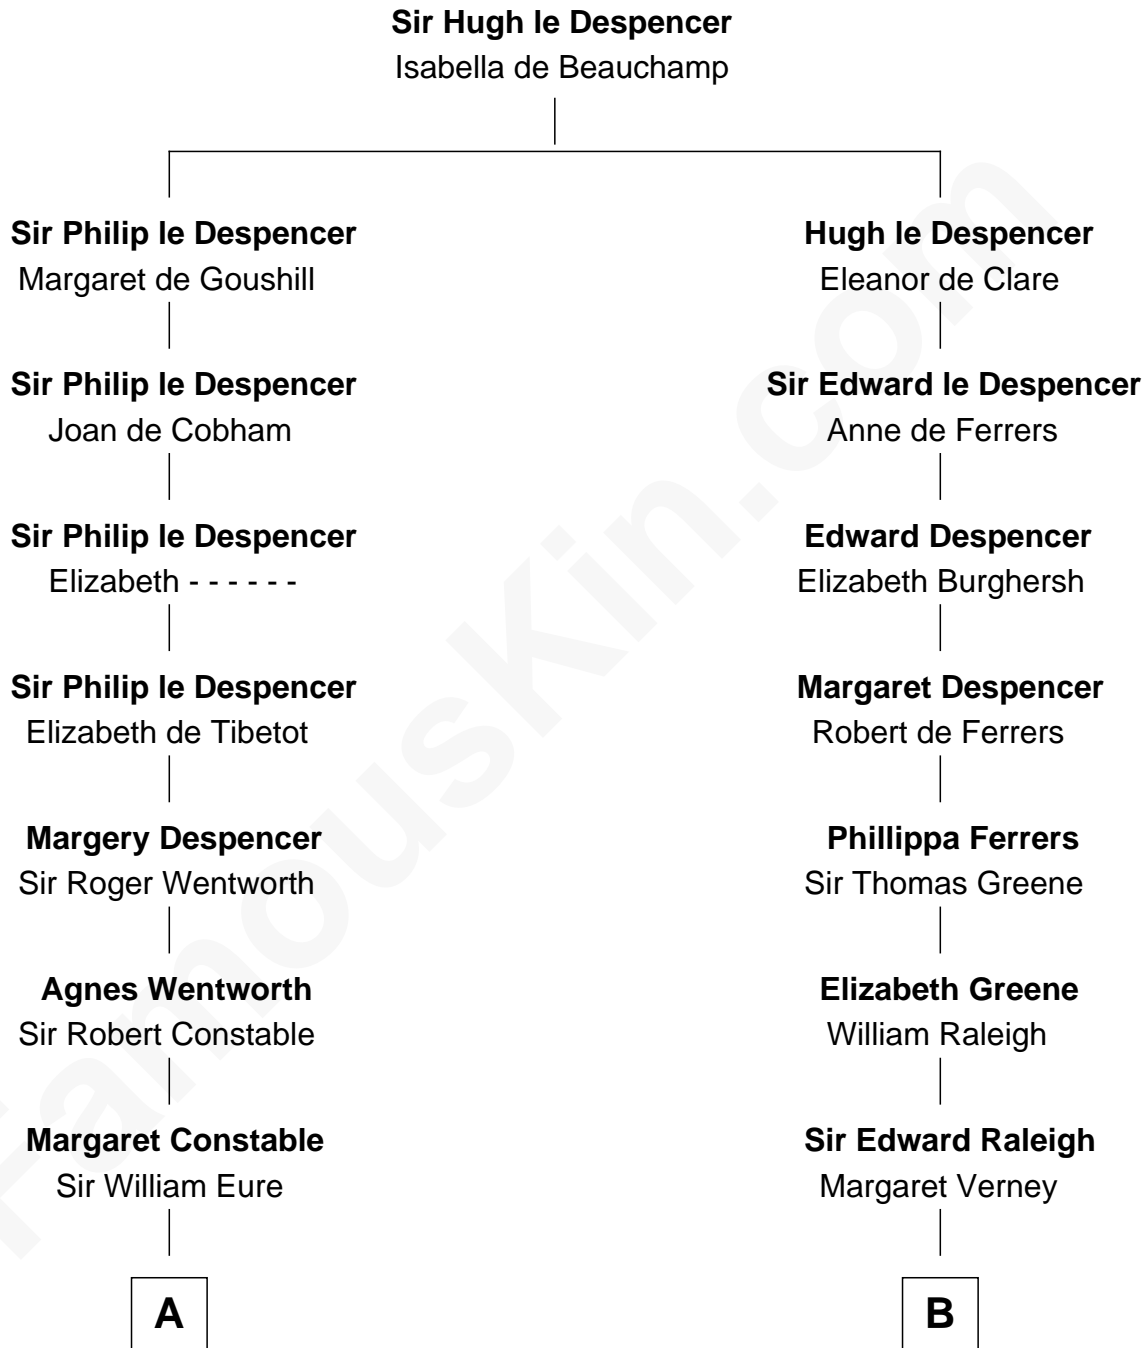 Sir Hugh le Despencer
Isabella de Beauchamp
Sir Philip le Despencer
Margaret de Goushill
Hugh le Despencer
Eleanor de Clare
Sir Philip le Despencer
Joan de Cobham
Sir Edward le Despencer
Anne de Ferrers
Sir Philip le Despencer
Elizabeth - - - - - -
Edward Despencer
Elizabeth Burghersh
Sir Philip le Despencer
Elizabeth de Tibetot
Margaret Despencer
Robert de Ferrers
Margery Despencer
Sir Roger Wentworth
Phillippa Ferrers
Sir Thomas Greene
Agnes Wentworth
Sir Robert Constable
Elizabeth Greene
William Raleigh
Margaret Constable
Sir William Eure
Sir Edward Raleigh
Margaret Verney
A
B
FamousKin.com